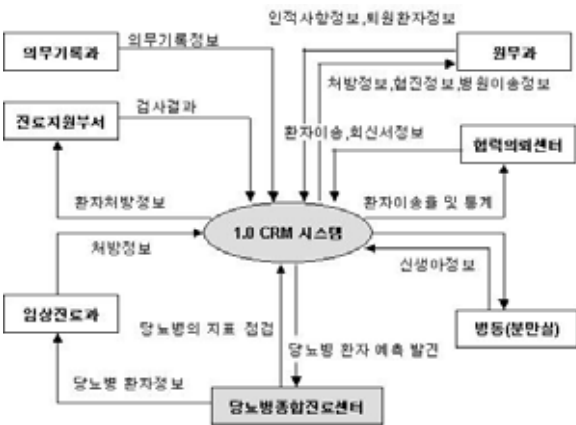 인적사항정보,퇴원환자정보
의무기록정보
의무기록과
원무과
처방정보,협진정보,병원이송정보
검사결과
진료지원부서
환자이송,회신서정보
협력의뢰센터
환자처방정보
환자이송률 및 통계
1.0 CRM 시스템
처방정보
신생아정보
임상진료과
당뇨병의 지표 점검
병동(분만실)
당뇨병 환자 예측 발견
당뇨병 환자정보
당뇨병종합진료센터